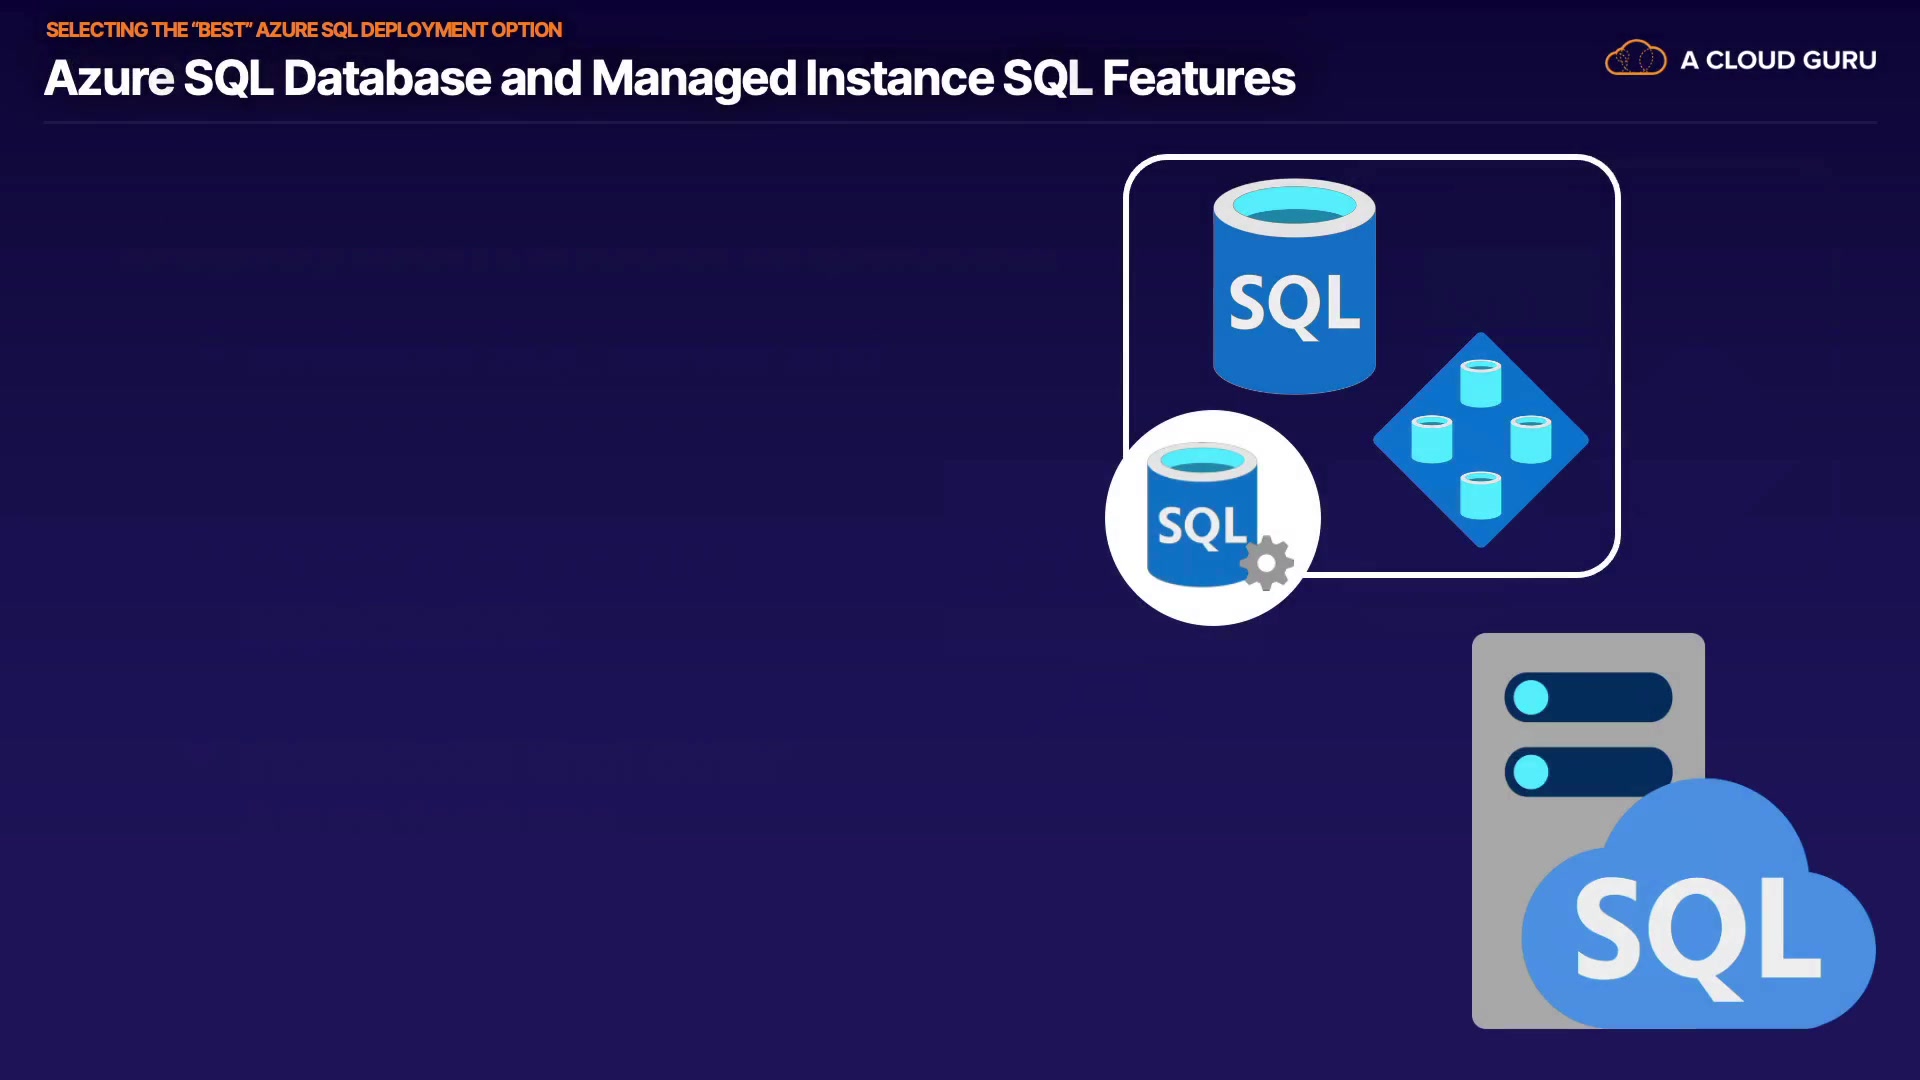 SELECTING THE “BEST” AZURE SQL DEPLOYMENT OPTION
Azure SQL Database and Managed Instance SQL Features
A CLOUD GURU
SQL
SQL
SQL